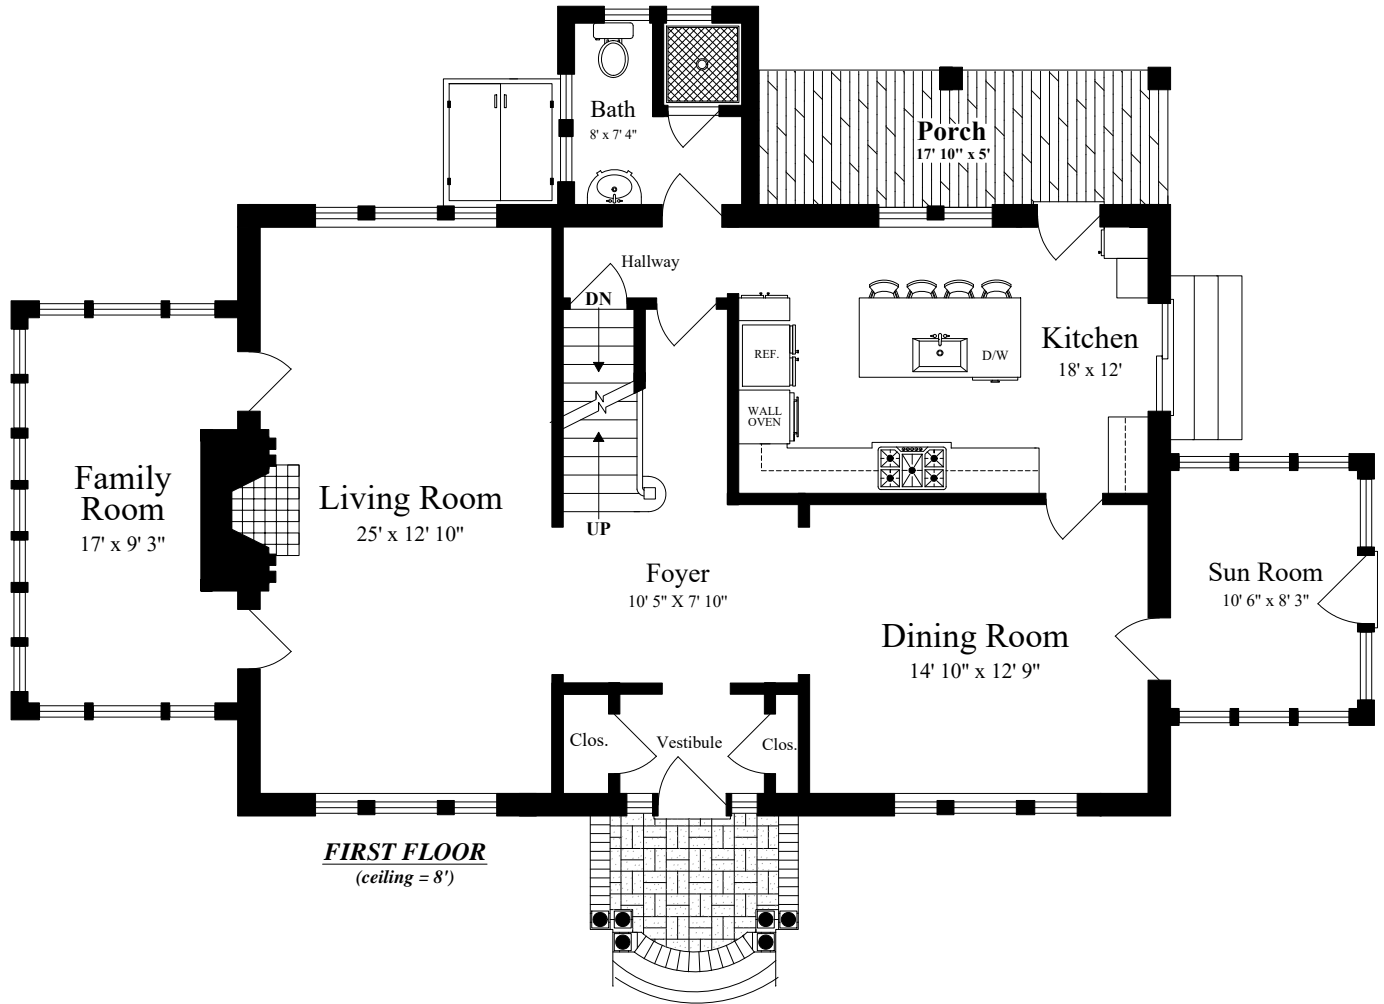 Bath
8' x 7' 4"
Porch
17' 10" x 5'
Hallway
DN
REF.
WALL
OVEN
D/W
Kitchen
18' x 12'
Family
Room
17' x 9' 3"
Living Room
25' x 12' 10"
UP
Foyer
10' 5" X 7' 10"
Sun Room
10' 6" x 8' 3"
Dining Room
14' 10" x 12' 9"
Clos.
Vestibule
Clos.
FIRST FLOOR
(ceiling = 8')